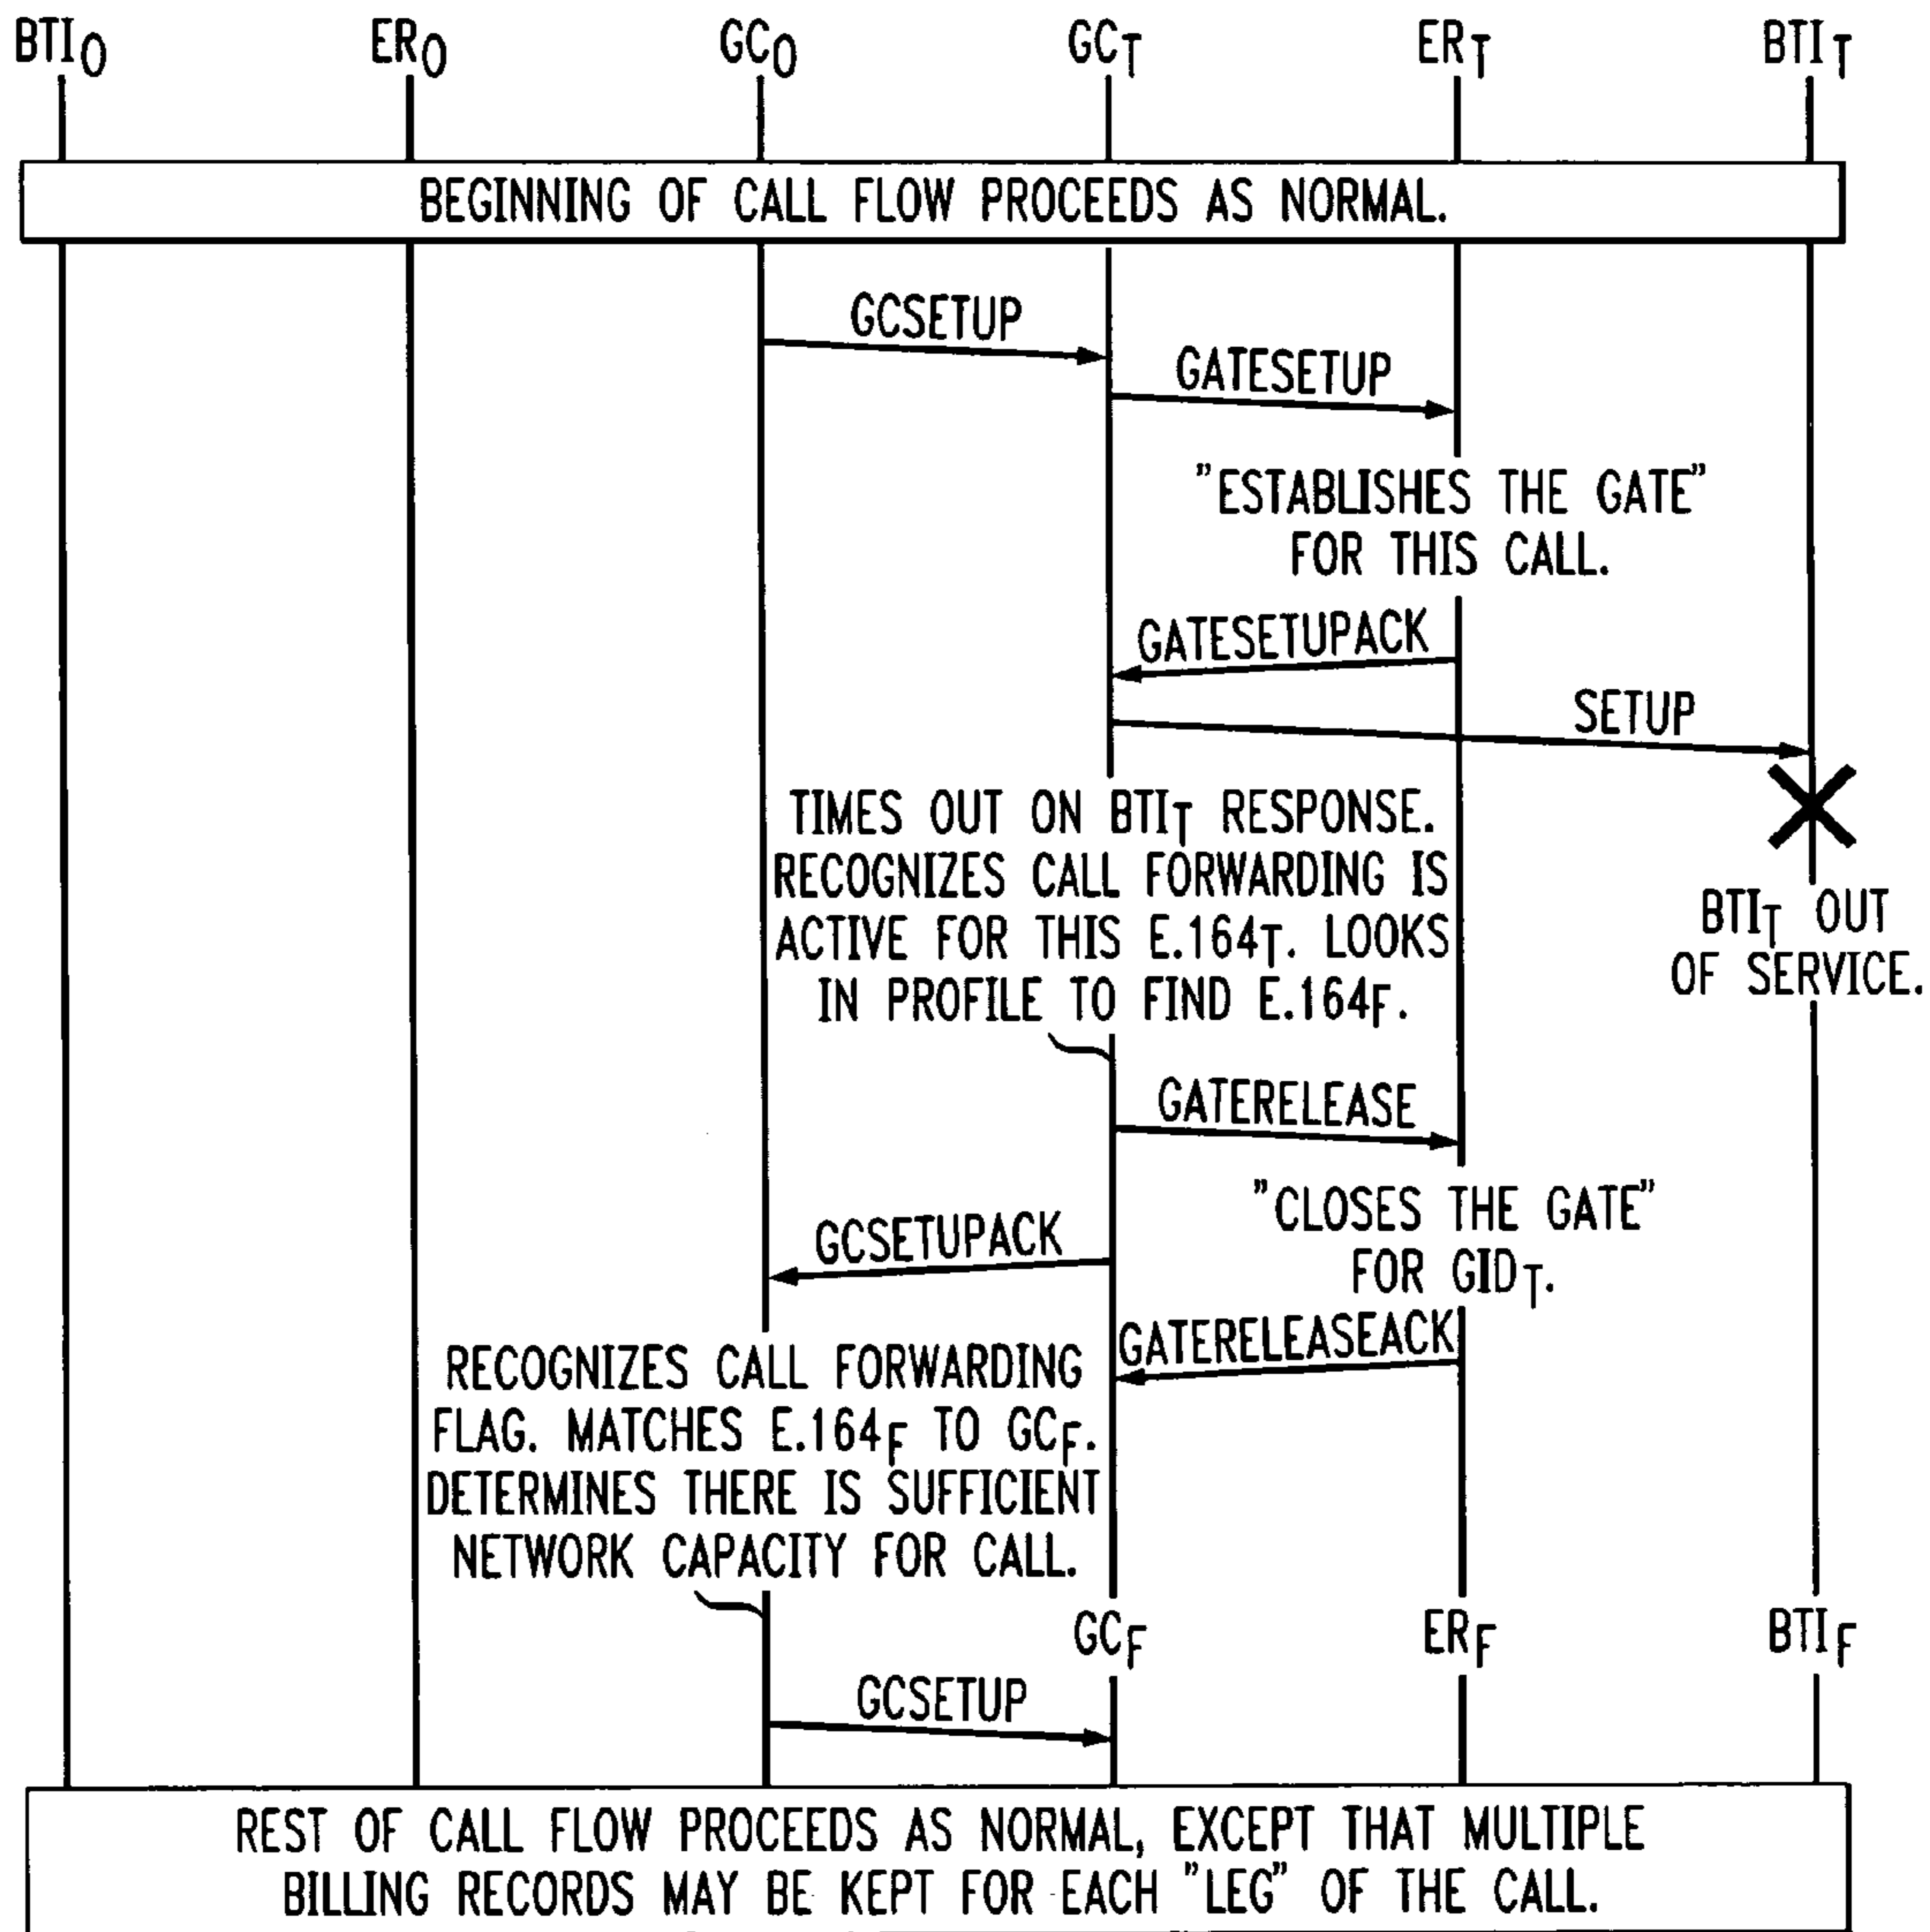 BTIO ERO GCO GCT ERT BTIT
BEGINNING OF CALL FLOW PROCEEDS AS NORMAL.
GCSETUP
GATESETUP
"ESTABLISHES THE GATE"
FOR THIS CALL.
GATESETUPACK
SETUP
TIMES OUT ON BTIT RESPONSE.
RECOGNIZES CALL FORWARDING IS
ACTIVE FOR THIS E.164T. LOOKS
IN PROFILE TO FIND E.164F.
BTIT OUT
OF SERVICE.
GATERELEASE
"CLOSES THE GATE"
FOR GIDT.
GCSETUPACK
GATERELEASEACK
RECOGNIZES CALL FORWARDING
FLAG. MATCHES E.164F TO GCF.
DETERMINES THERE IS SUFFICIENT
NETWORK CAPACITY FOR CALL.
GCF ERF BTIF
GCSETUP
REST OF CALL FLOW PROCEEDS AS NORMAL, EXCEPT THAT MULTIPLE
BILLING RECORDS MAY BE KEPT FOR EACH "LEG" OF THE CALL.